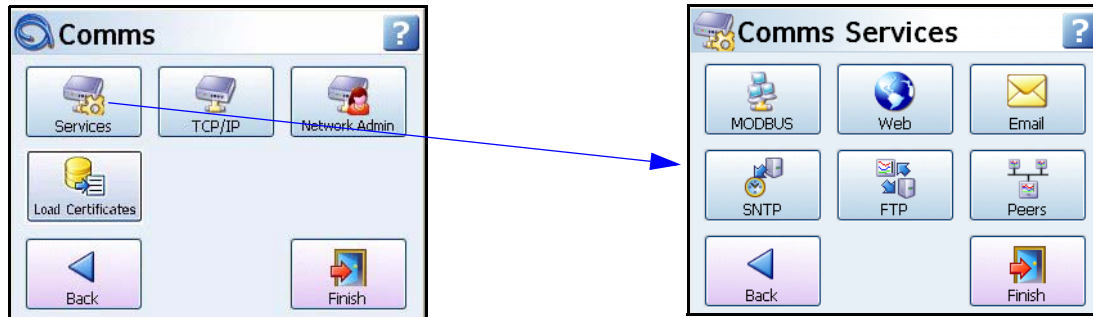 Comms
?
Services
TCP/IP
Network Admin
Load Certificates
Back
Finish
Comms Services
?
MODBUS
Web
Email
SNTP
FTP
Peers
Back
Finish